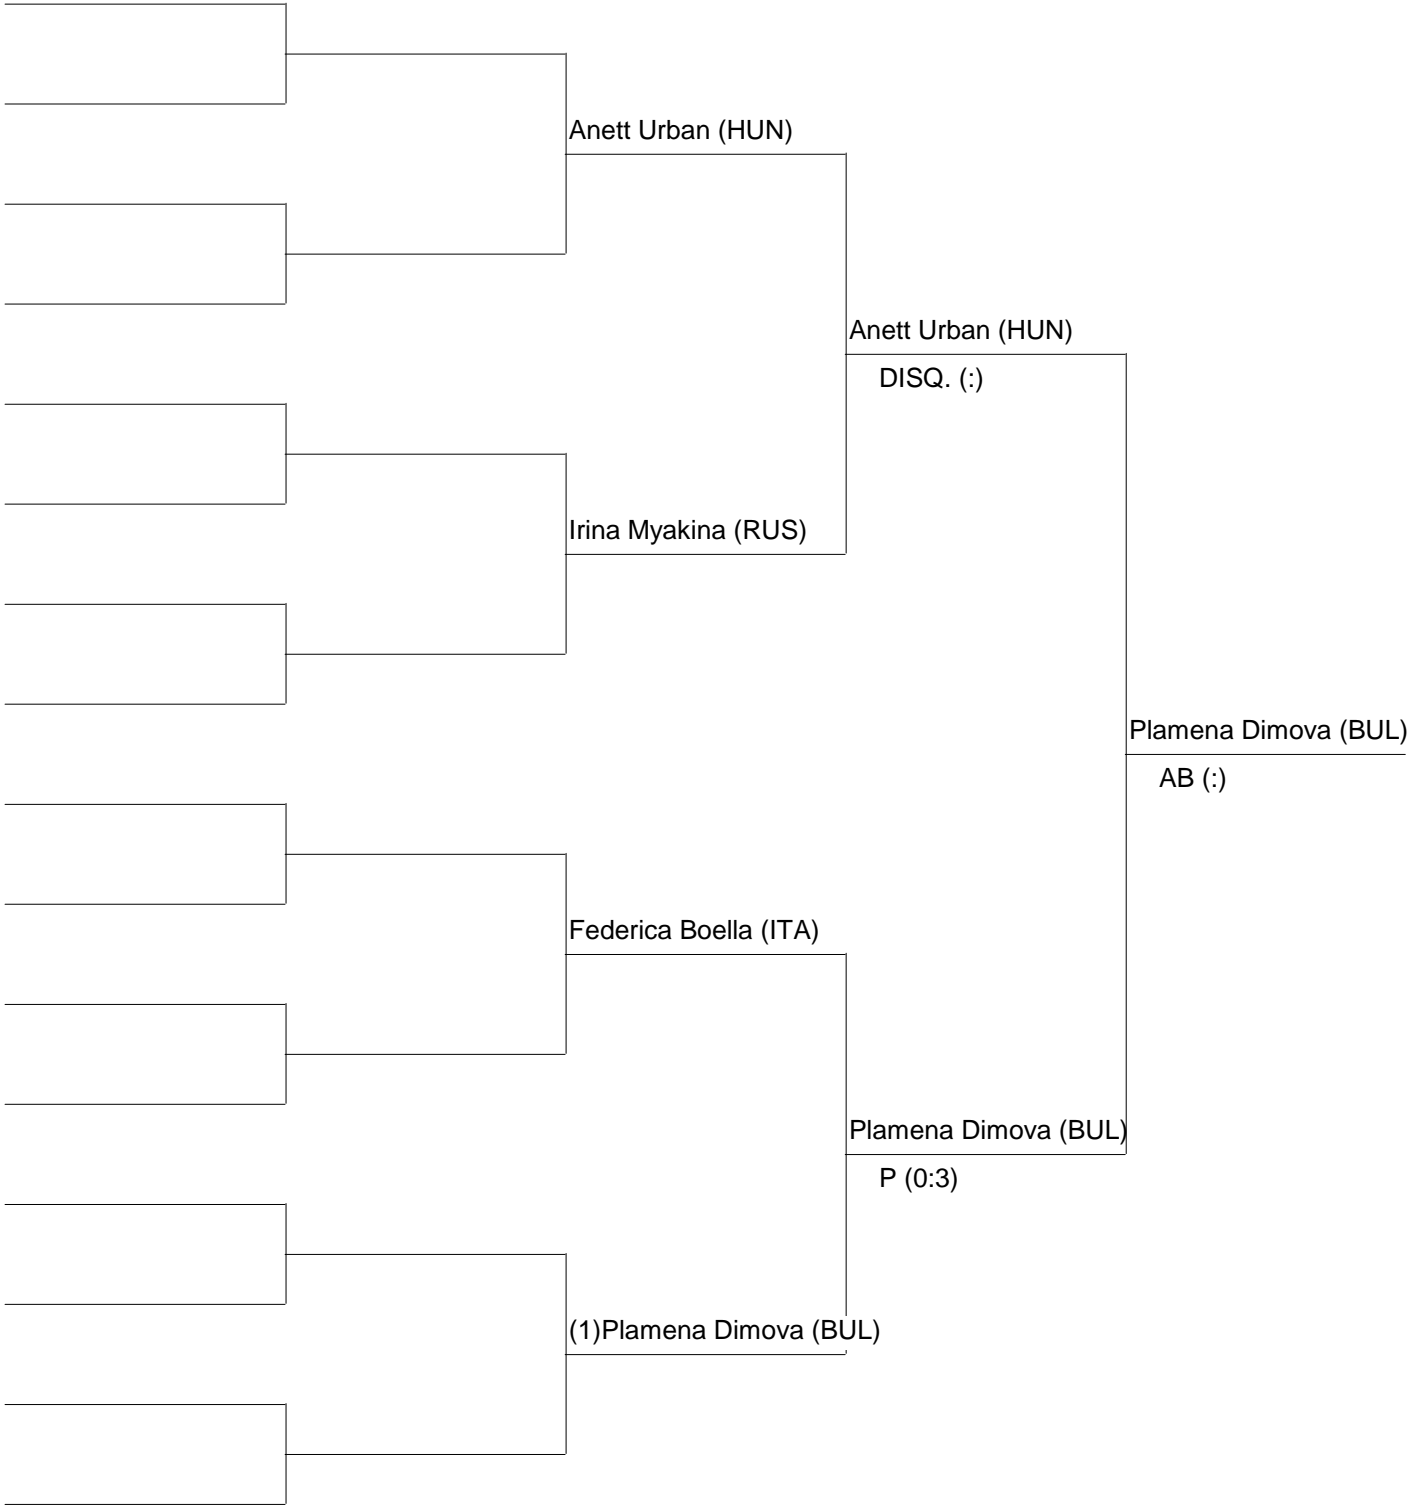 Anett Urban (HUN)
Anett Urban (HUN)
DISQ. (:)
Irina Myakina (RUS)
Plamena Dimova (BUL)
AB (:)
Federica Boella (ITA)
Plamena Dimova (BUL)
P (0:3)
(1)Plamena Dimova (BUL)